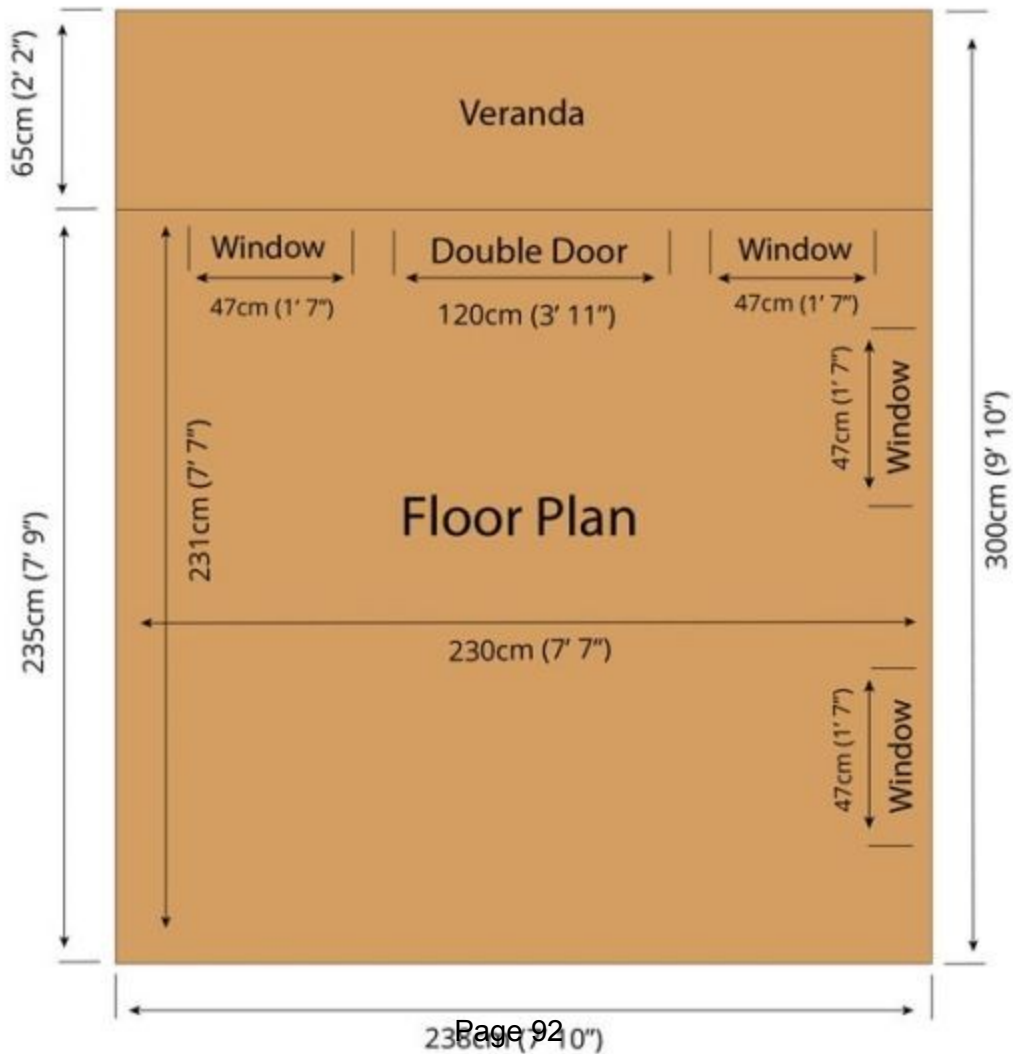 65cm (2' 2")
Veranda
Window
Double Door
Window
47cm (1' 7")
120cm (3' 11")
47cm (1' 7")
47cm (1' 7")
Window
231cm (7' 7")
Floor Plan
300cm (9' 10")
235cm (7' 9")
230cm (7' 7")
47cm (1' 7")
Window
10")
Page 92